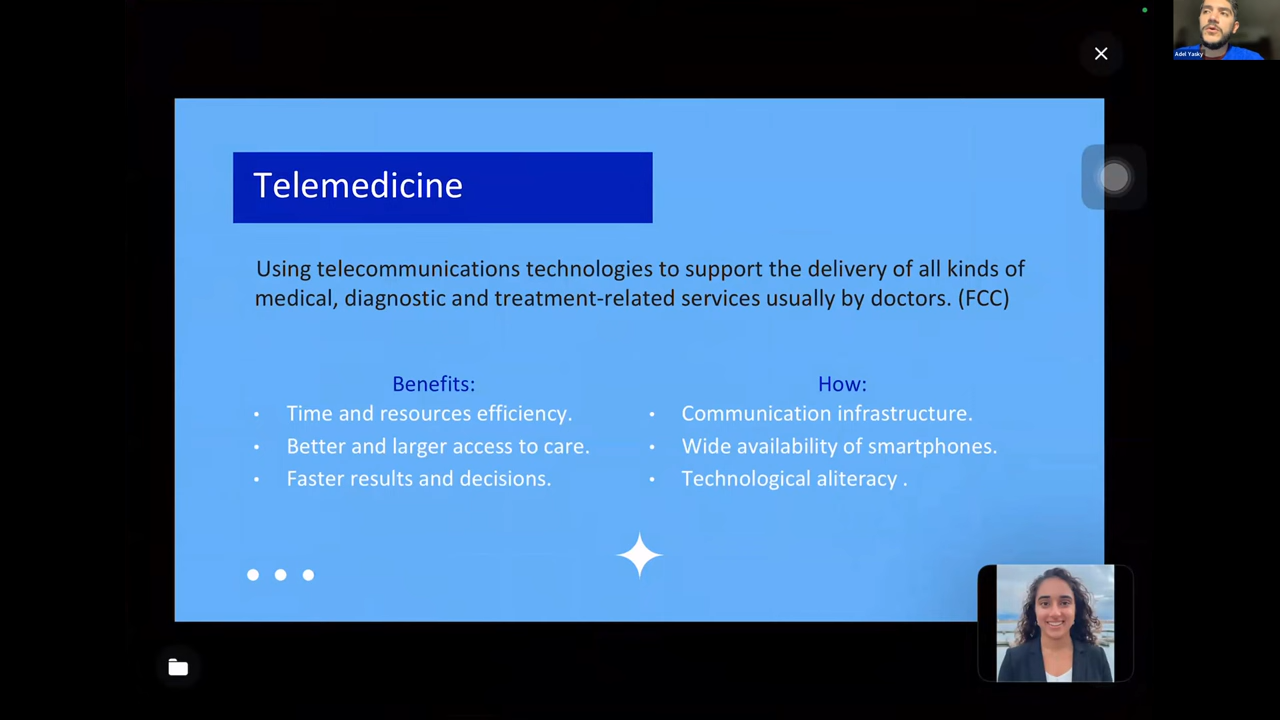 Adel Yasky
Telemedicine
Using telecommunications technologies to support the delivery of all kinds of
medical, diagnostic and treatment-related services usually by doctors. (FCC)
Benefits:
• Time and resources efficiency.
• Better and larger access to care.
• Faster results and decisions.
How:
• Communication infrastructure.
• Wide availability of smartphones.
• Technological aliteracy .